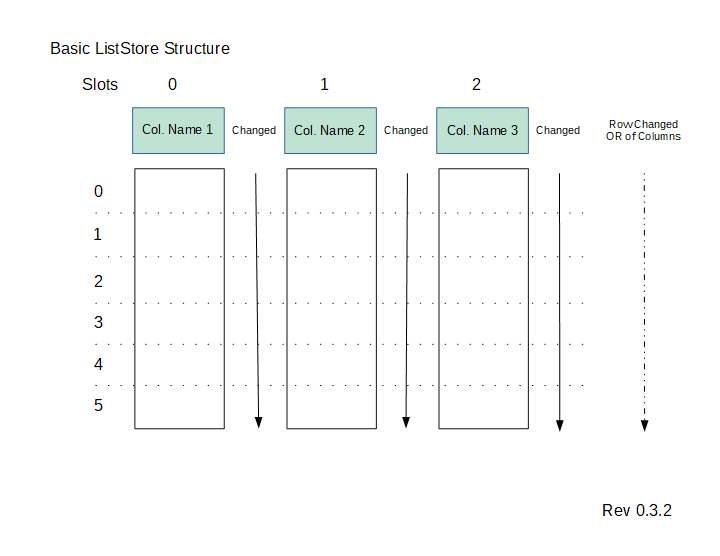 Basic ListStore Structure
Slots 0 1 2
Col. Name 1 Changed Col. Name 2 Changed Col. Name 3 Changed RowChanged
OR of Columns
0
1
2
3
4
5
Rev 0.3.2